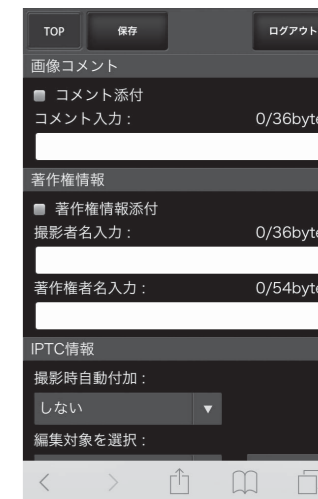 TOP 保存 ログアウト
画像コメント
コメント添付
コメント入力： 0/36byte
著作権情報
著作権情報添付
撮影者名入力： 0/36byte
著作権者名入力： 0/54byte
IPTC情報
撮影時自動付加：
しない ▼
編集対象を選択：